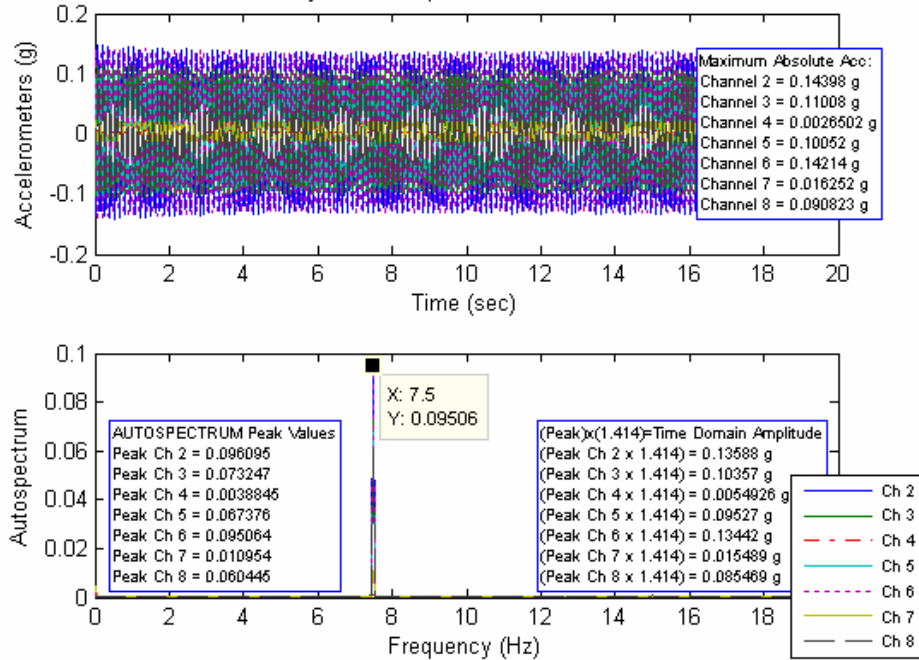 0.2
0.1
0
-0.1
-0.2
Accelerometers (g)
Maximum Absolute Acc:
Channel 2 = 0.14398 g
Channel 3 = 0.11008 g
Channel 4 = 0.0026502 g
Channel 5 = 0.10052 g
Channel 6 = 0.14214 g
Channel 7 = 0.016252 g
Channel 8 = 0.090823 g
0 2 4 6 8 10 12 14 16 18 20
Time (sec)
0.1
0.08
0.06
0.04
0.02
0
Autospectrum
X: 7.5
Y: 0.09506
AUTOSPECTRUM Peak Values
Peak Ch 2 = 0.096095
Peak Ch 3 = 0.073247
Peak Ch 4 = 0.0038845
Peak Ch 5 = 0.067376
Peak Ch 6 = 0.095064
Peak Ch 7 = 0.010954
Peak Ch 8 = 0.060445
(Peak)x(1.414)=Time Domain Amplitude
(Peak Ch 2 x 1.414) = 0.13588 g
(Peak Ch 3 x 1.414) = 0.10357 g
(Peak Ch 4 x 1.414) = 0.0054926 g
(Peak Ch 5 x 1.414) = 0.09527 g
(Peak Ch 6 x 1.414) = 0.13442 g
(Peak Ch 7 x 1.414) = 0.015489 g
(Peak Ch 8 x 1.414) = 0.085469 g
Ch 2
Ch 3
Ch 4
Ch 5
Ch 6
Ch 7
Ch 8
0 2 4 6 8 10 12 14 16 18
Frequency (Hz)